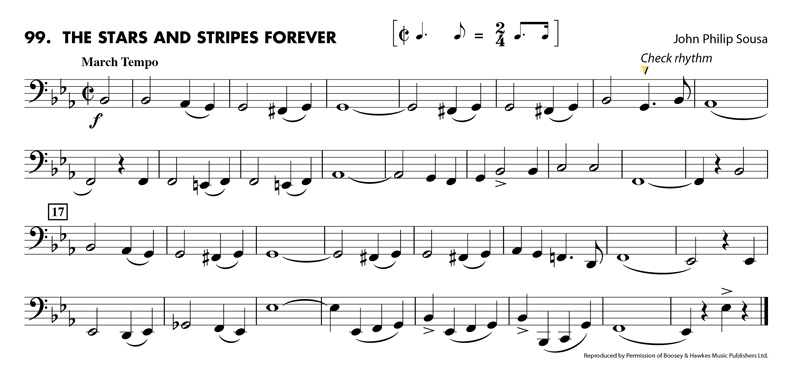 99. THE STARS AND STRIPES FOREVER
John Philip Sousa
March Tempo
Check rhythm
f
17
Reproduced by Permission of Boosey & Hawkes Music Publishers Ltd.